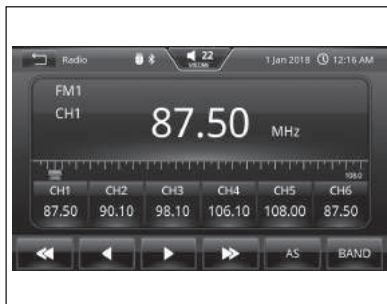 Radio 22 1 Jan 2018 12:16 AM
FM1
CH1
87.50 MHz
108.0
CH1 CH2 CH3 CH4 CH5 CH6
87.50 90.10 98.10 106.10 108.00 87.50
AS BAND